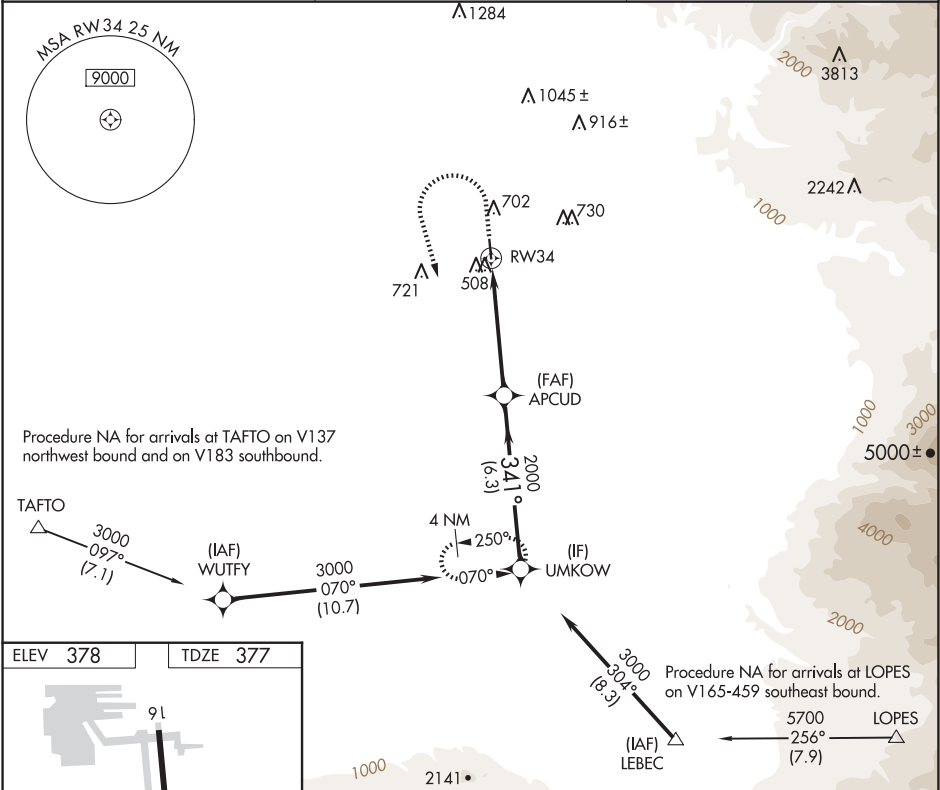 MSA RW34 25 NM
9000
1284
1045 ±
916 ±
2000
3813
2242
1000
702
730
RW34
721
508
(FAF)
APCUD
1000
3000
5000 ±
Procedure NA for arrivals at TAFTO on V137
northwest bound and on V183 southbound.
2000
341°
(6.3)
TAFTO
3000
097°
(7.1)
(IAF)
WUTFY
3000
070°
(10.7)
4 NM
250°
070°
(IF)
UMKOW
4000
2000
ELEV 378
TDZE 377
16
3000
304°
(8.3)
Procedure NA for arrivals at LOPES
on V165-459 southeast bound.
(IAF)
LEBEC
5700
256°
(7.9)
LOPES
1000
2141